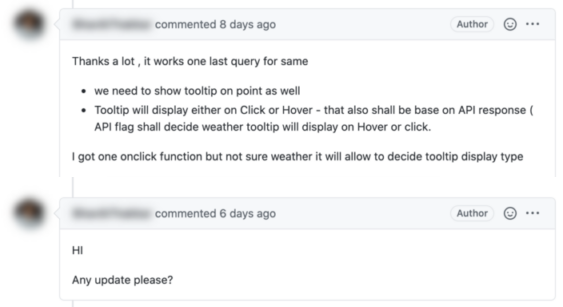 commented 8 days ago Author
Thanks a lot , it works one last query for same
• we need to show tooltip on point as well
• Tooltip will display either on Click or Hover - that also shall be base on API response (
API flag shall decide weather tooltip will display on Hover or click.
I got one onclick function but not sure weather it will allow to decide tooltip display type
commented 6 days ago Author
HI
Any update please?